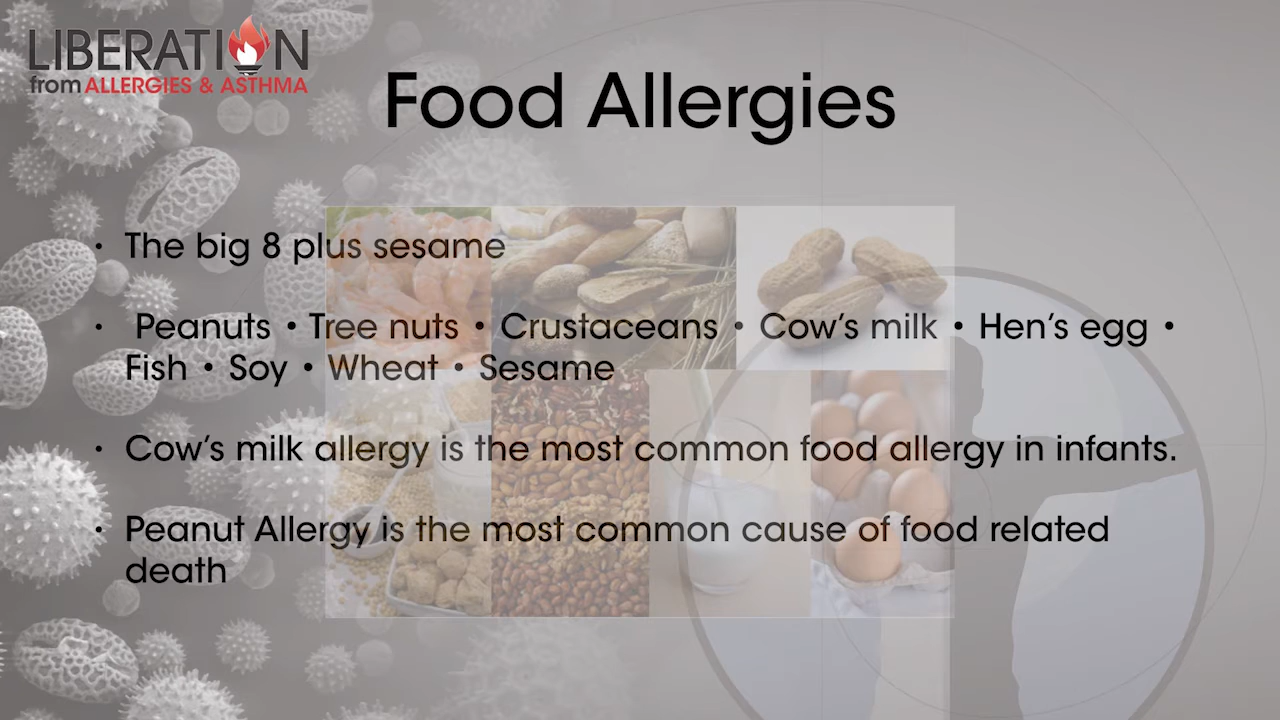 LIBERATION
from ALLERGIES & ASTHMA
Food Allergies
• The big 8 plus sesame
• Peanuts • Tree nuts • Crustaceans • Cow’s milk • Hen’s egg •
Fish • Soy • Wheat • Sesame
• Cow’s milk allergy is the most common food allergy in infants.
• Peanut Allergy is the most common cause of food related
death